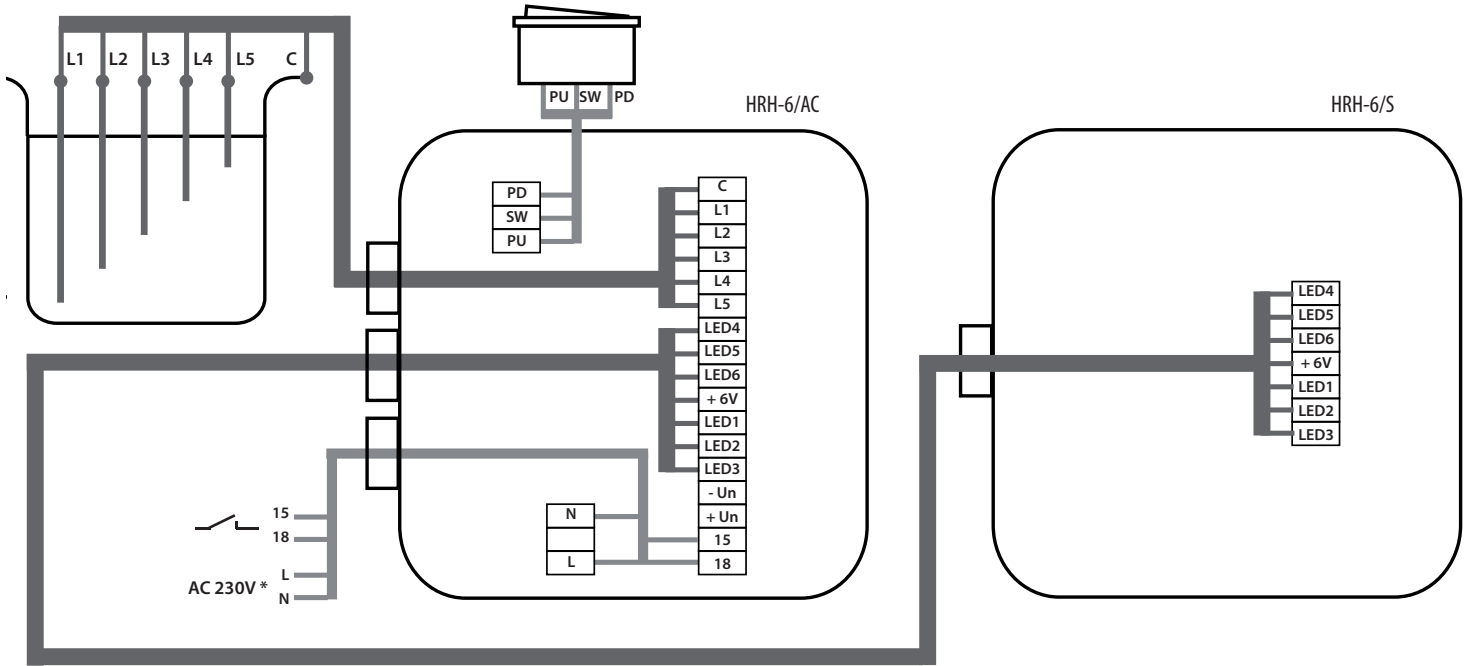 L1 L2 L3 L4 L5 C
PU SW PD
HRH-6/AC
HRH-6/S
PD
SW
PU
C
L1
L2
L3
L4
L5
LED4
LED5
LED6
+ 6V
LED1
LED2
LED3
- Un
+ Un
15
18
N
L
15
18
AC 230V *
L
N
LED4
LED5
LED6
+ 6V
LED1
LED2
LED3